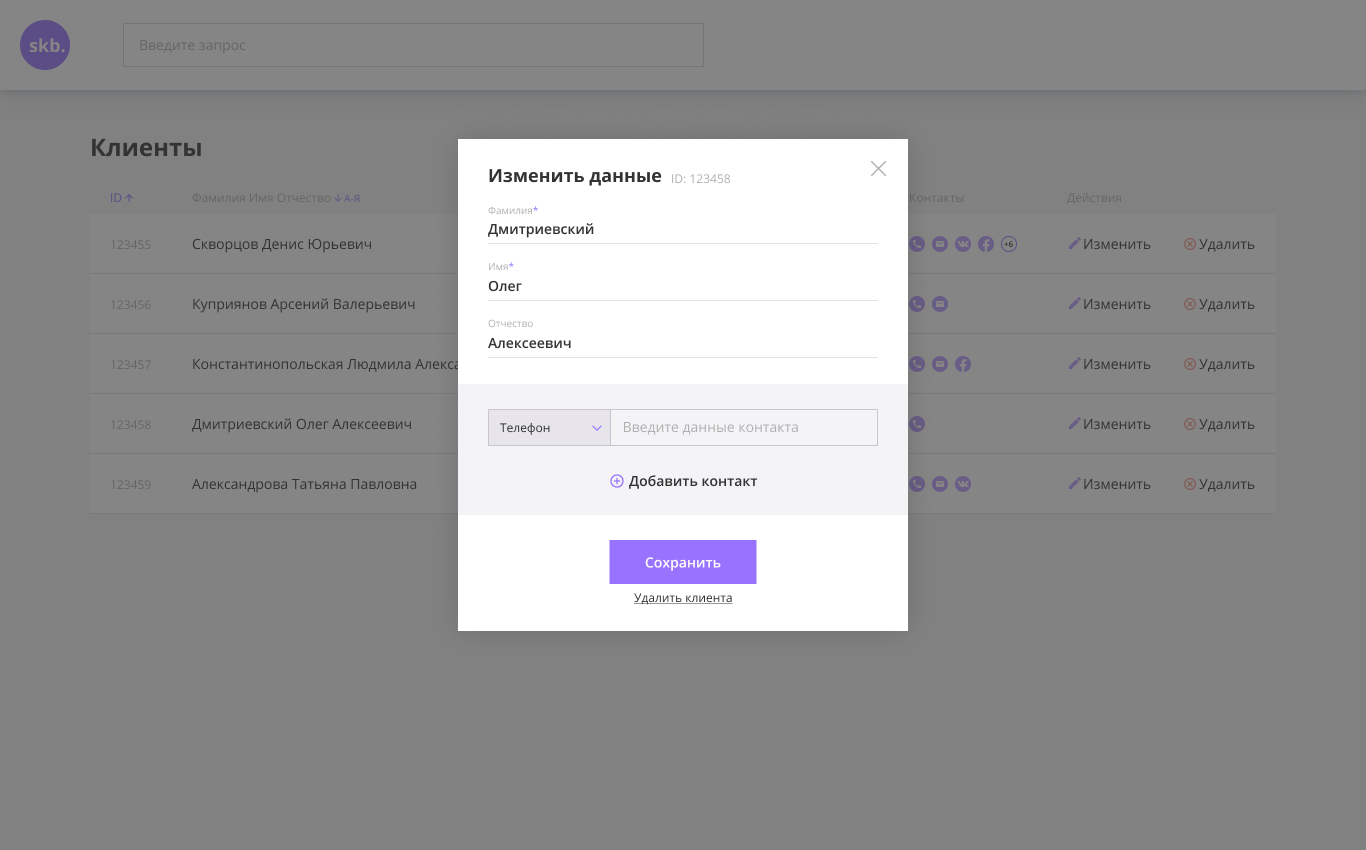 skb.
Введите запрос
Клиенты
Изменить данные ID: 123458
ID Фамилия Имя Отчество А-Я Контакты Действия
Фамилия*
Дмитриевский
123455 Скворцов Денис Юрьевич +6 Изменить Удалить
Имя*
Олег
123456 Куприянов Арсений Валерьевич Изменить Удалить
Отчество
Алексеевич
123457 Константинопольская Людмила Алекса Изменить Удалить
123458 Дмитриевский Олег Алексеевич Изменить Удалить
Телефон Введите данные контакта
Добавить контакт
123459 Александрова Татьяна Павловна Изменить Удалить
Сохранить
Удалить клиента